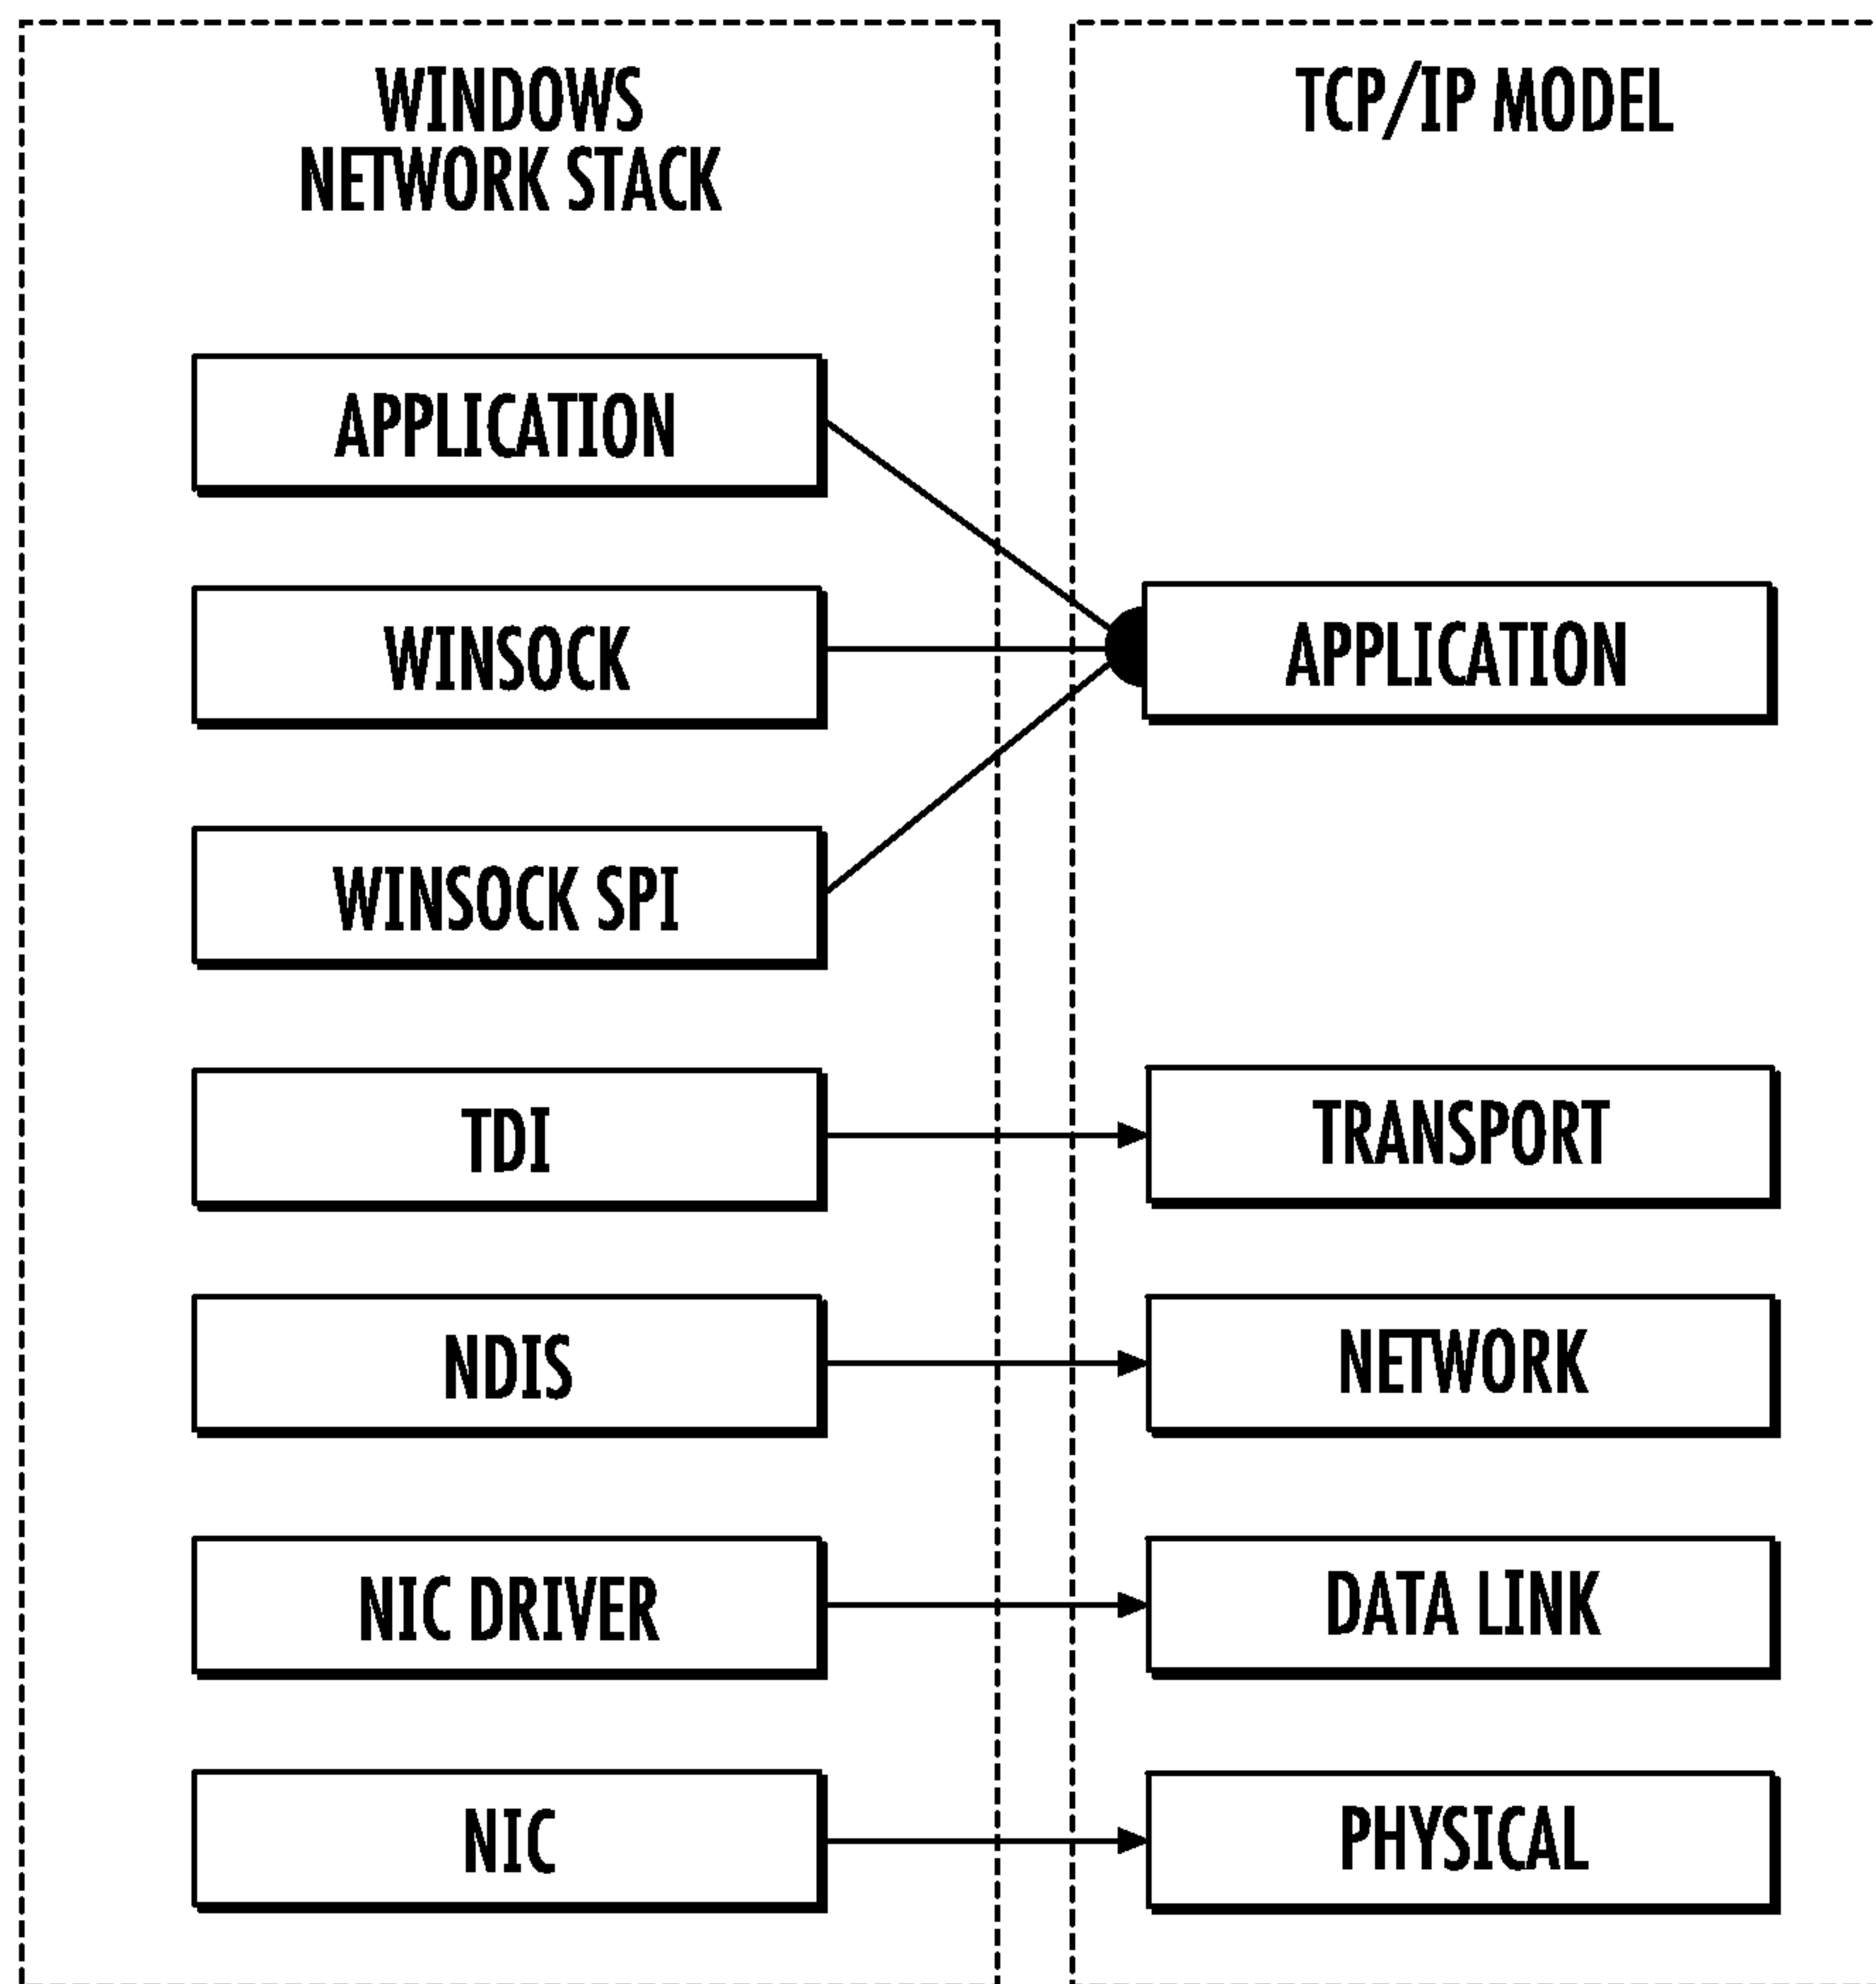 WINDOWS
NETWORK STACK
APPLICATION
WINSOCK
WINSOCK SPI
TDI
NDIS
NIC DRIVER
NIC
TCP/IP MODEL
APPLICATION
TRANSPORT
NETWORK
DATA LINK
PHYSICAL